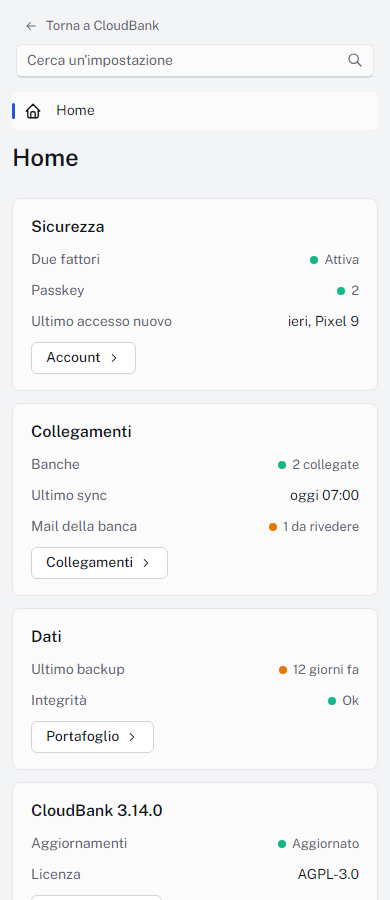 Torna a CloudBank
Cerca un'impostazione
Home
Home
Sicurezza
Due fattori Attiva
Passkey 2
Ultimo accesso nuovo ieri, Pixel 9
Account
Collegamenti
Banche 2 collegate
Ultimo sync oggi 07:00
Mail della banca 1 da rivedere
Collegamenti
Dati
Ultimo backup 12 giorni fa
Integrità Ok
Portafoglio
CloudBank 3.14.0
Aggiornamenti Aggiornato
Licenza AGPL-3.0